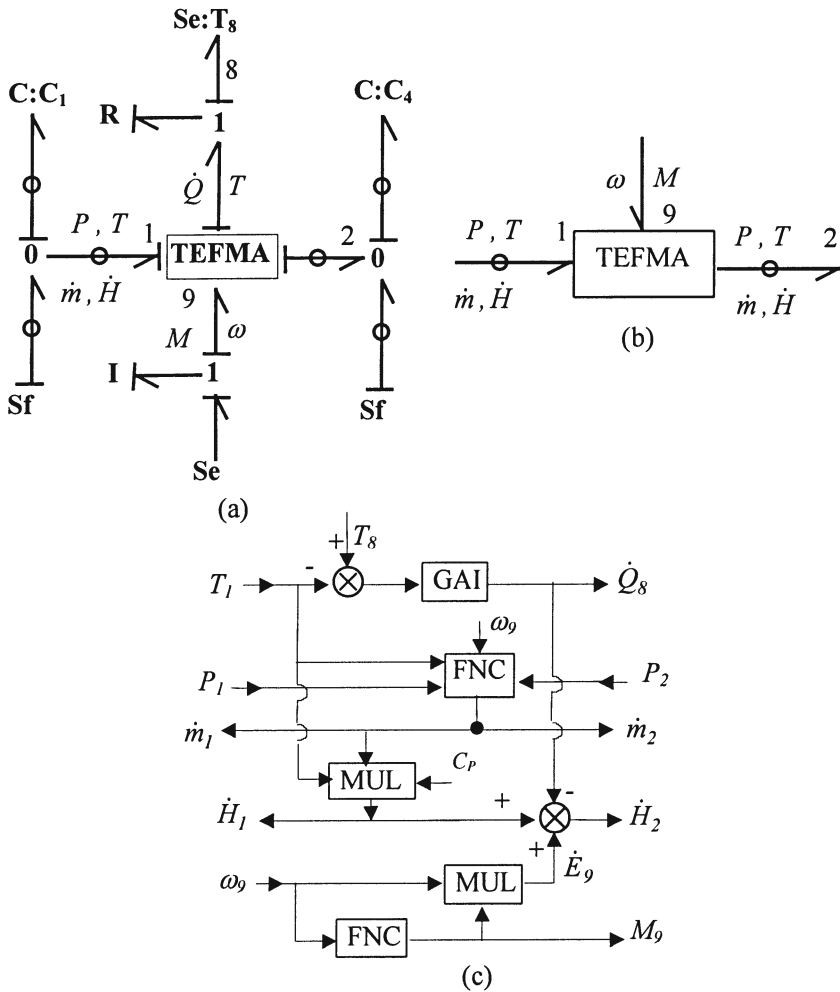 Se:T₈
8
C:C₁
C:C₄
R
1
Q̇ T
P , T 1
0
TEFMA
2
0
ṁ, Ḣ
9
M ω
I
1
Sf
Sf
Se
(a)
ω M
9
P , T 1
TEFMA
P , T 2
ṁ, Ḣ
ṁ, Ḣ
(b)
+ T₈
-
T₁
GAI
Q̇₈
ω₉
FNC
P₁
P₂
ṁ₁
ṁ₂
MUL
C_P
-
Ḣ₁
+
Ḣ₂
+
Ė₉
ω₉
MUL
FNC
M₉
(c)